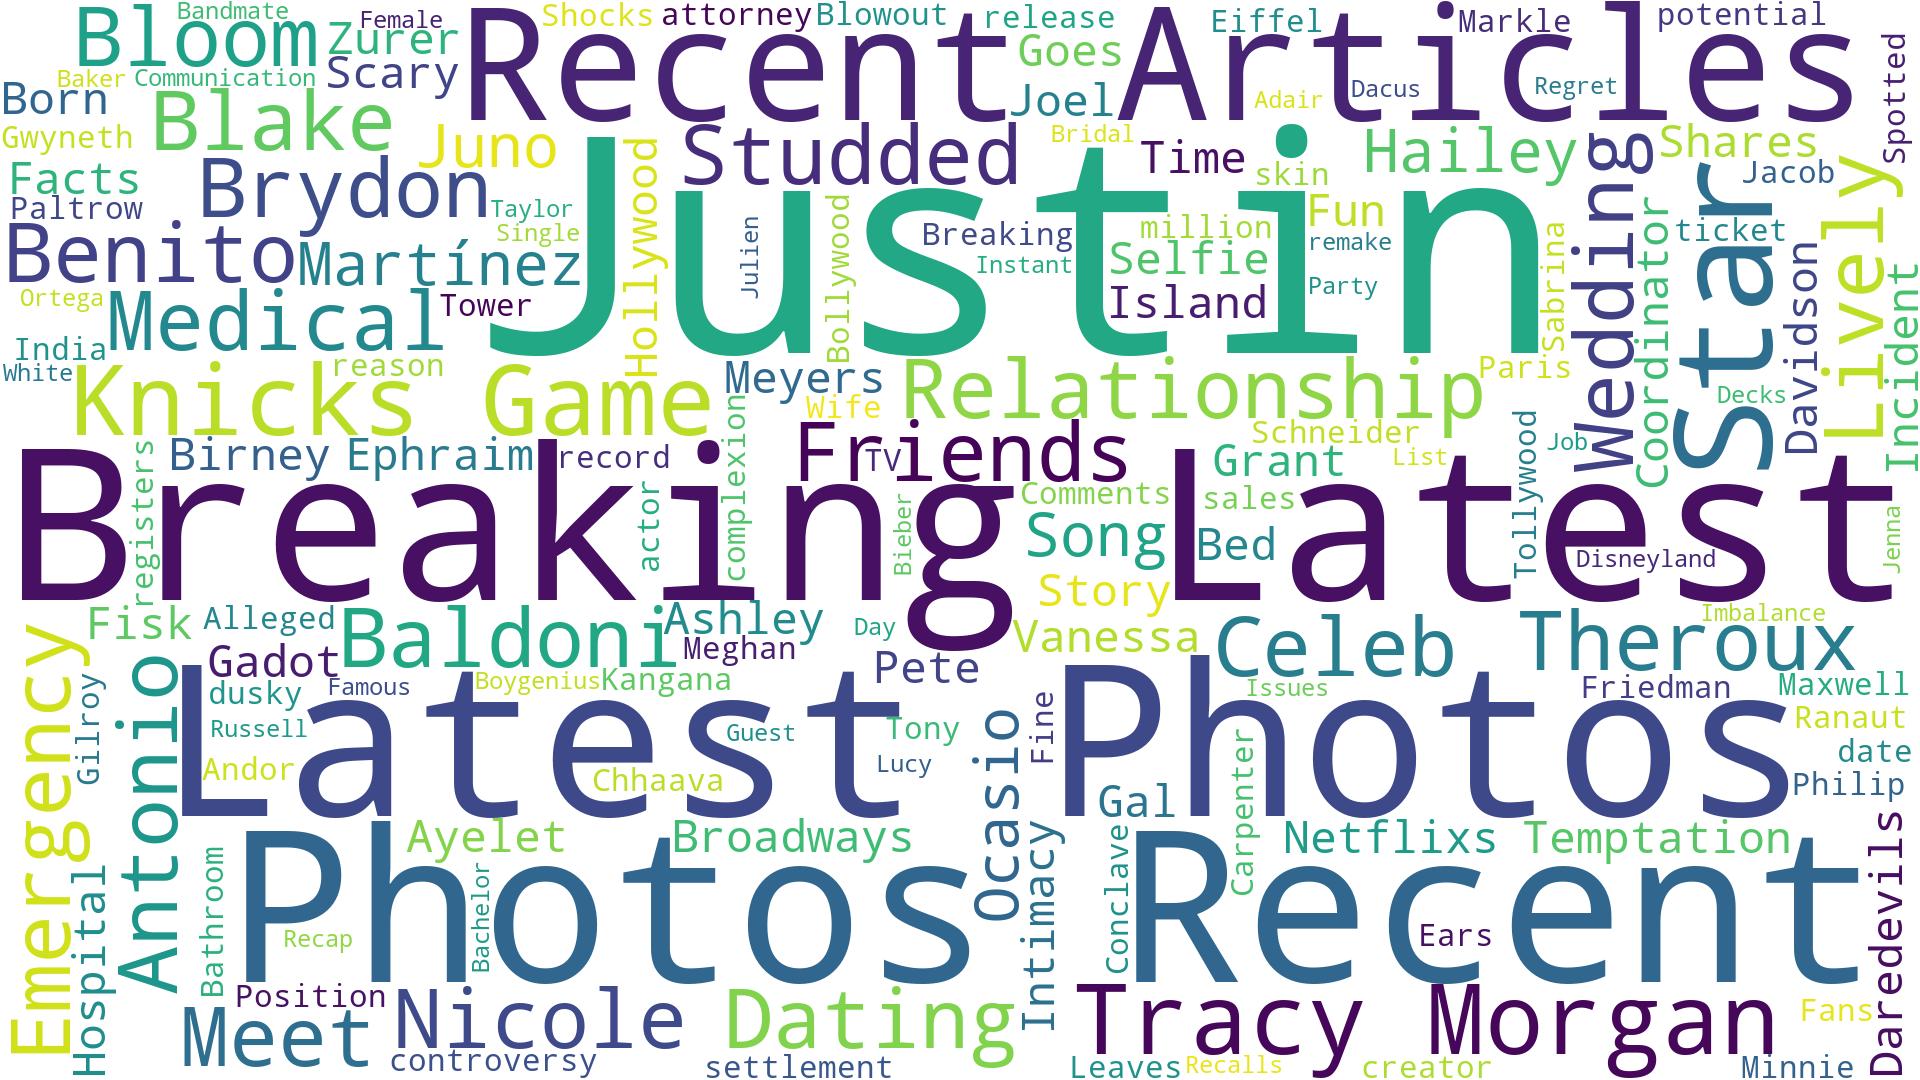 Bandmate
Female
Shocks
attorney
Blowout
release
Eiffel
Markle
potential
Bloom
Zurer
Recent Articles
Goes
Spotted
Baker
Communication
Scary
Born
Blake
Joel
Adair
Dacus
Regret
Gwyneth
Juno
Hollywood
Studded
Bridal
Time
Hailey
Wedding
Shares
Facts
Brydon
Justin
skin
Star
Jacob
Lively
Paltrow
Taylor
Fun
Benito
Martínez
Single
Julien
Bollywood
Breaking
million
remake
Sabrina
Coordinator
ticket
Instant
Selfie
Davidson
Incident
Ortega
Medical
Tower
Island
Party
India
White
reason
Knicks Game
Meyers
Wife
Relationship
Paris
Decks
Birney
Ephraim
record
complexion
Friends
TV
Schneider
Grant
List
Tollywood
Job
registers
Breaking
actor
Bieber
Comments
sales
Latest
Song
Bed
Disneyland
Jenna
Story
Fisk
Alleged
Baldoni
Ashley
Day
Vanessa
Celeb
Theroux
Imbalance
Emergency
Antonio
Gadot
Meghan
Pete
dusky
Famous
Boygenius
Kangana
Latest
Photos
Issues
Friedman
Maxwell
Gilroy
Russell
Guest
Tony
Ocasio
Fine
Ranaut
Andor
Chhaava
Lucy
Gal
Carpenter
date
Philip
Ayelet
Broadways
Intimacy
Conclave
Netflixs
Temptation
Daredevils
Hospital
Bathroom
Photos
Bachelor
Recent
Recap
Ears
Position
Meet
Nicole
Dating
Tracy Morgan
Fans
controversy
settlement
Leaves
Recalls
creator
Minnie